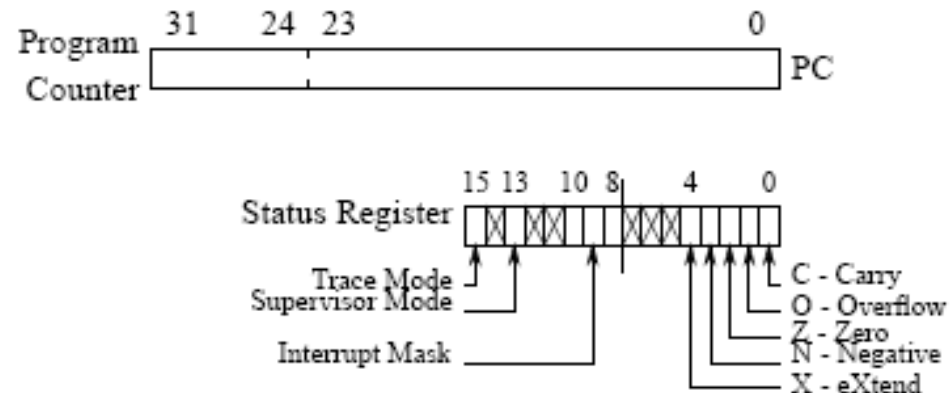 31 24 23 0
Program
Counter
PC
15 13 10 8 4 0
Status Register
Trace Mode
Supervisor Mode
Interrupt Mask
C - Carry
O - Overflow
Z - Zero
N - Negative
X - eXtend